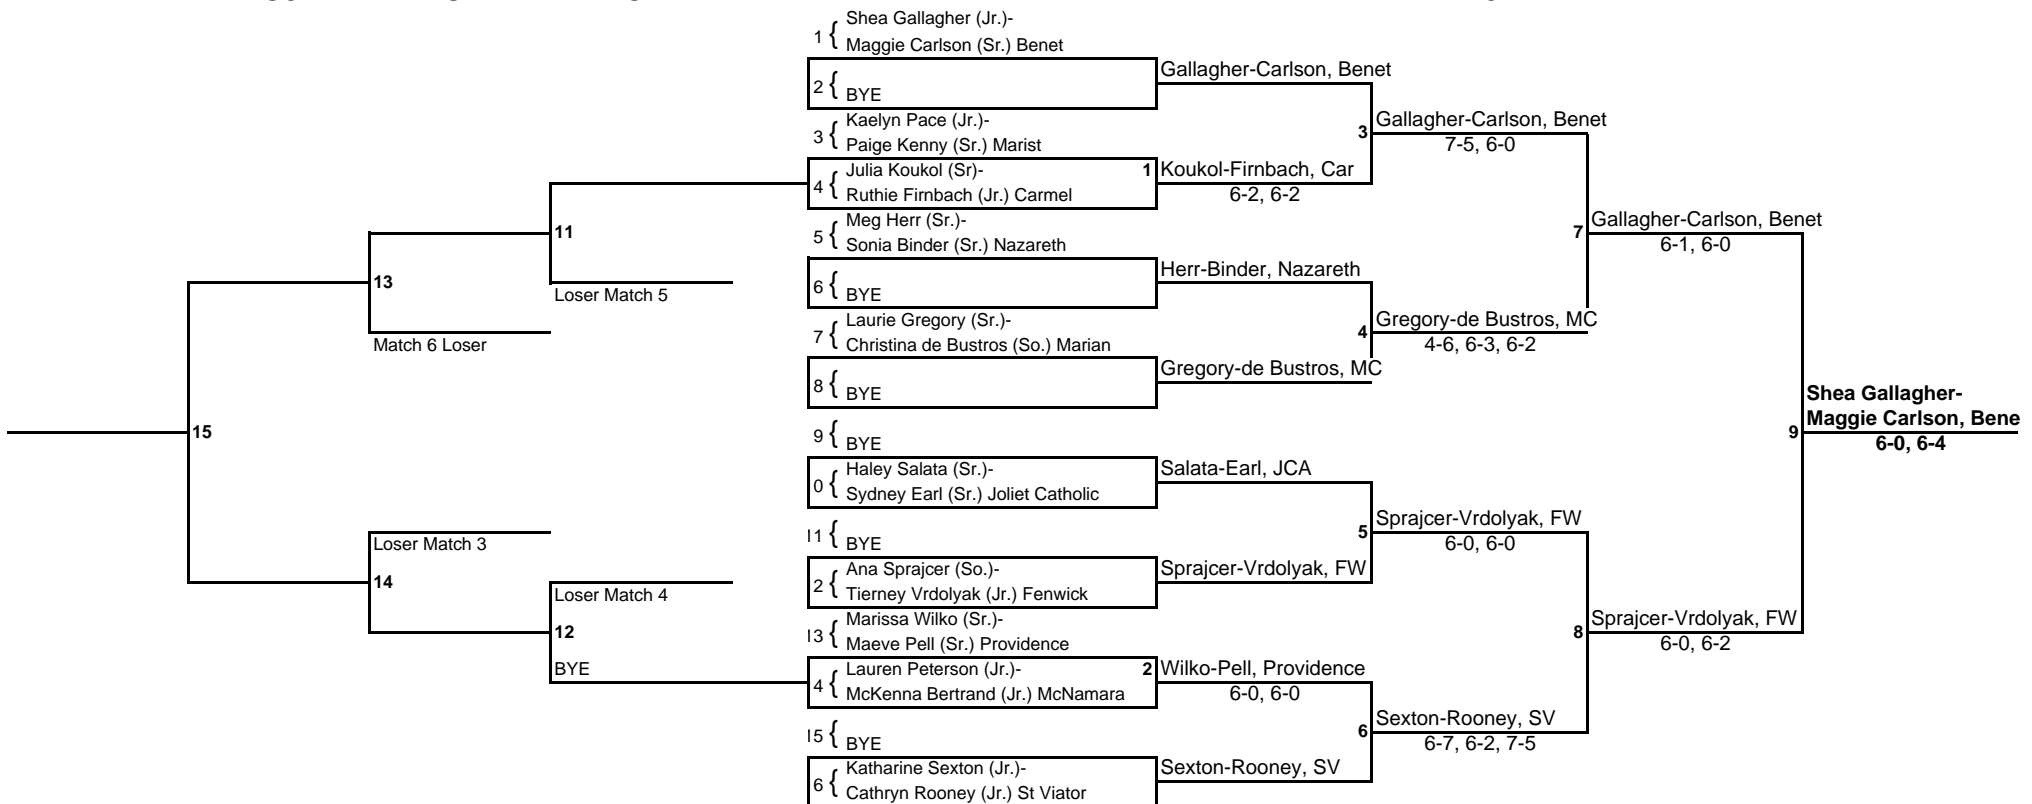 1 { Shea Gallagher (Jr.)-
Maggie Carlson (Sr.) Benet
2 { BYE
Gallagher-Carlson, Benet
3 { Kaelyn Pace (Jr.)-
Paige Kenny (Sr.) Marist
3
Gallagher-Carlson, Benet
7-5, 6-0
4 { Julia Koukol (Sr)-
Ruthie Firnbach (Jr.) Carmel
1
Koukol-Firnbach, Car
6-2, 6-2
5 { Meg Herr (Sr.)-
Sonia Binder (Sr.) Nazareth
11
7
Gallagher-Carlson, Benet
6-1, 6-0
6 { BYE
Herr-Binder, Nazareth
13
Loser Match 5
7 { Laurie Gregory (Sr.)-
Christina de Bustros (So.) Marian
4
Gregory-de Bustros, MC
4-6, 6-3, 6-2
Match 6 Loser
8 { BYE
Gregory-de Bustros, MC
9 { BYE
15
9
Shea Gallagher-
Maggie Carlson, Bene
6-0, 6-4
0 { Haley Salata (Sr.)-
Sydney Earl (Sr.) Joliet Catholic
Salata-Earl, JCA
11 { BYE
5
Sprajcer-Vrdolyak, FW
6-0, 6-0
Loser Match 3
2 { Ana Sprajcer (So.)-
Tierney Vrdolyak (Jr.) Fenwick
Sprajcer-Vrdolyak, FW
14
Loser Match 4
13 { Marissa Wilko (Sr.)-
Maeve Pell (Sr.) Providence
12
8
Sprajcer-Vrdolyak, FW
6-0, 6-2
BYE
4 { Lauren Peterson (Jr.)-
McKenna Bertrand (Jr.) McNamara
2
Wilko-Pell, Providence
6-0, 6-0
15 { BYE
6
Sexton-Rooney, SV
6-7, 6-2, 7-5
6 { Katharine Sexton (Jr.)-
Cathryn Rooney (Jr.) St Viator
Sexton-Rooney, SV